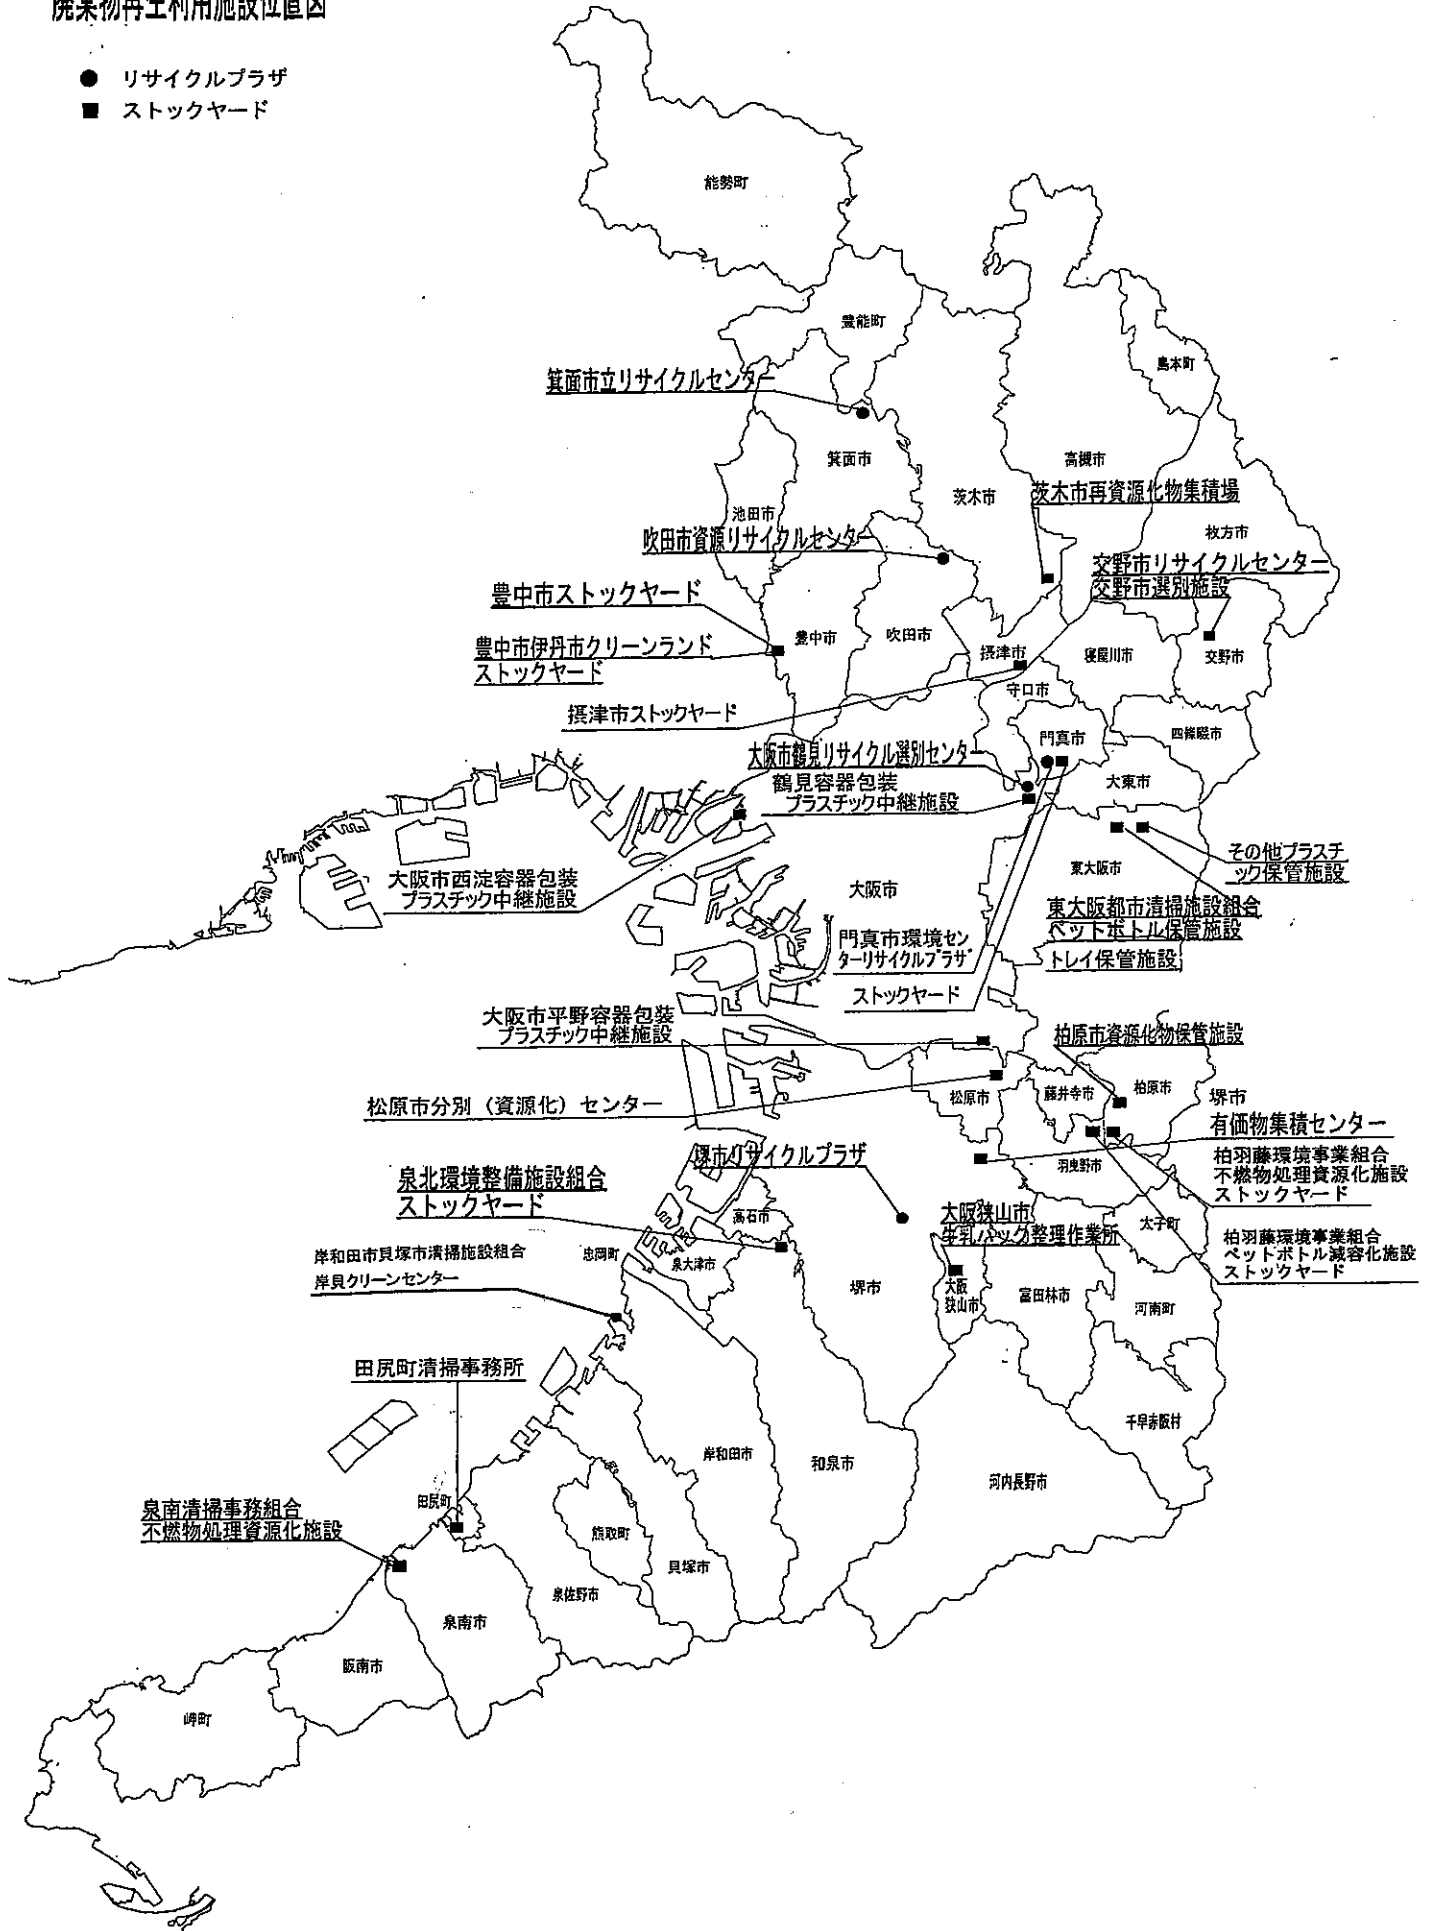 廃棄物再生利用施設位置図
● リサイクルプラザ
■ ストックヤード
能勢町
豊能町
島本町
箕面市立リサイクルセンター
箕面市
高槻市
茨木市
茨木市再資源化物集積場
池田市
枚方市
吹田市資源リサイクルセンター
交野市リサイクルセンター
交野市選別施設
豊中市ストックヤード
豊中市
吹田市
摂津市
寝屋川市
交野市
豊中市伊丹市クリーンランド
ストックヤード
守口市
摂津市ストックヤード
門真市
四條畷市
大阪市鶴見リサイクル選別センター
大東市
鶴見容器包装
プラスチック中継施設
その他プラスチ
ック保管施設
東大阪市
大阪市西淀容器包装
プラスチック中継施設
大阪市
東大阪都市清掃施設組合
ペットボトル保管施設
トレイ保管施設
門真市環境セン
ターリサイクルプラザ
ストックヤード
大阪市平野容器包装
プラスチック中継施設
柏原市資源化物保管施設
松原市分別（資源化）センター
松原市
藤井寺市
柏原市
堺市
有価物集積センター
堺市リサイクルプラザ
羽曳野市
柏羽藤環境事業組合
不燃物処理資源化施設
ストックヤード
泉北環境整備施設組合
ストックヤード
高石市
大阪狭山市
牛乳パック整理作業所
太子町
柏羽藤環境事業組合
ペットボトル減容化施設
ストックヤード
忠岡町
泉大津市
岸和田市貝塚市清掃施設組合
岸貝クリーンセンター
堺市
大阪
狭山市
富田林市
河南町
田尻町清掃事務所
千早赤阪村
岸和田市
和泉市
河内長野市
泉南清掃事務組合
不燃物処理資源化施設
田尻町
熊取町
貝塚市
泉佐野市
泉南市
阪南市
岬町